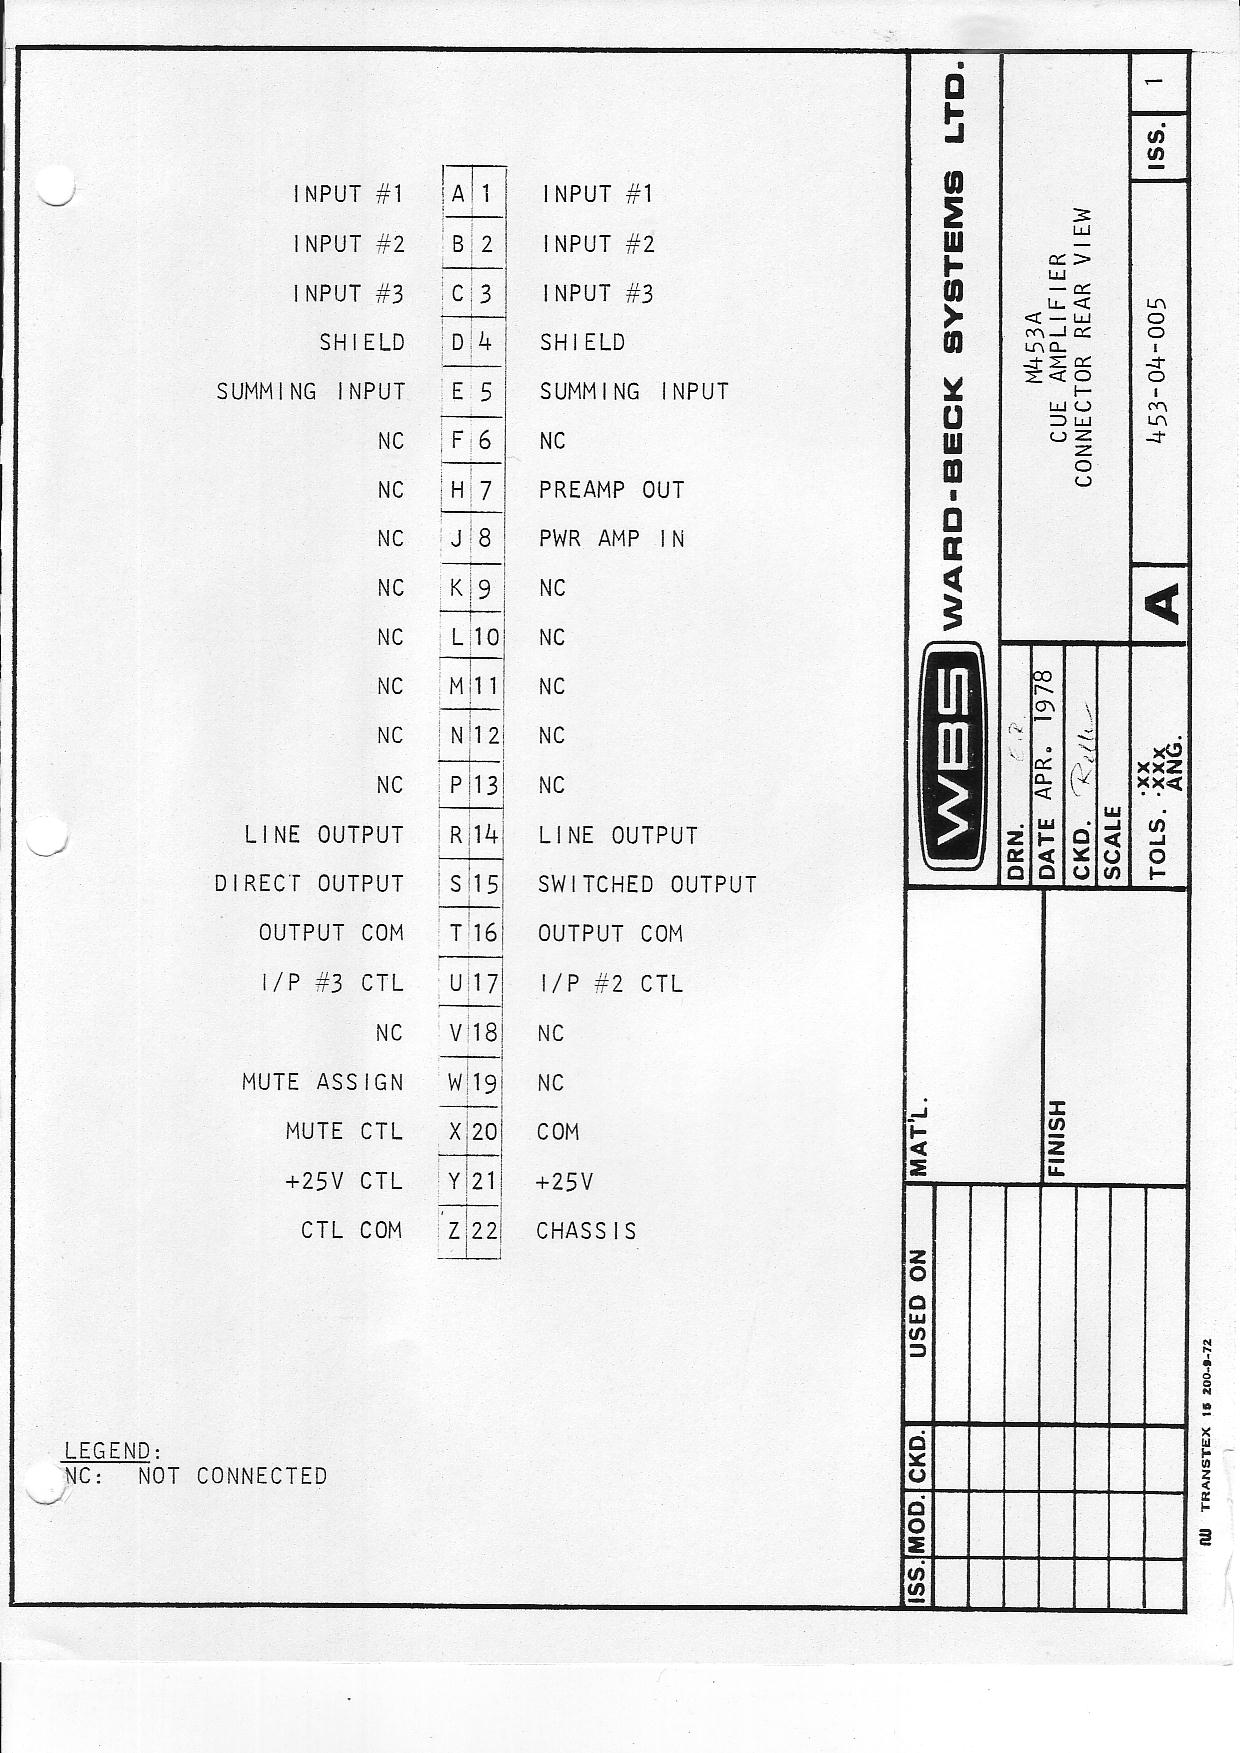 INPUT #1 A 1 INPUT #1
INPUT #2 B 2 INPUT #2
INPUT #3 C 3 INPUT #3
SHIELD D 4 SHIELD
SUMMING INPUT E 5 SUMMING INPUT
NC F 6 NC
NC H 7 PREAMP OUT
NC J 8 PWR AMP IN
NC K 9 NC
NC L 10 NC
NC M 11 NC
NC N 12 NC
NC P 13 NC
LINE OUTPUT R 14 LINE OUTPUT
DIRECT OUTPUT S 15 SWITCHED OUTPUT
OUTPUT COM T 16 OUTPUT COM
I/P #3 CTL U 17 I/P #2 CTL
NC V 18 NC
MUTE ASSIGN W 19 NC
MUTE CTL X 20 COM
+25V CTL Y 21 +25V
CTL COM Z 22 CHASSIS
LEGEND:
NC: NOT CONNECTED
ISS. MOD. CKD. USED ON
MAT'L.
FINISH
WBS WARD-BECK SYSTEMS LTD.
DRN.
DATE APR. 1978
CKD.
SCALE
TOLS. .XX
.XXX
ANG.
M453A
CUE AMPLIFIER
CONNECTOR REAR VIEW
A 453-04-005 ISS. 1
TRANSTEX 15 200-9-72